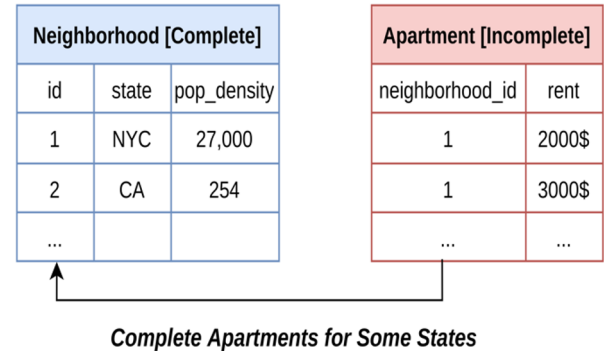 Neighborhood [Complete]
id state pop_density
1 NYC 27,000
2 CA 254
...
Apartment [Incomplete]
neighborhood_id rent
1 2000$
1 3000$
... ...
Complete Apartments for Some States